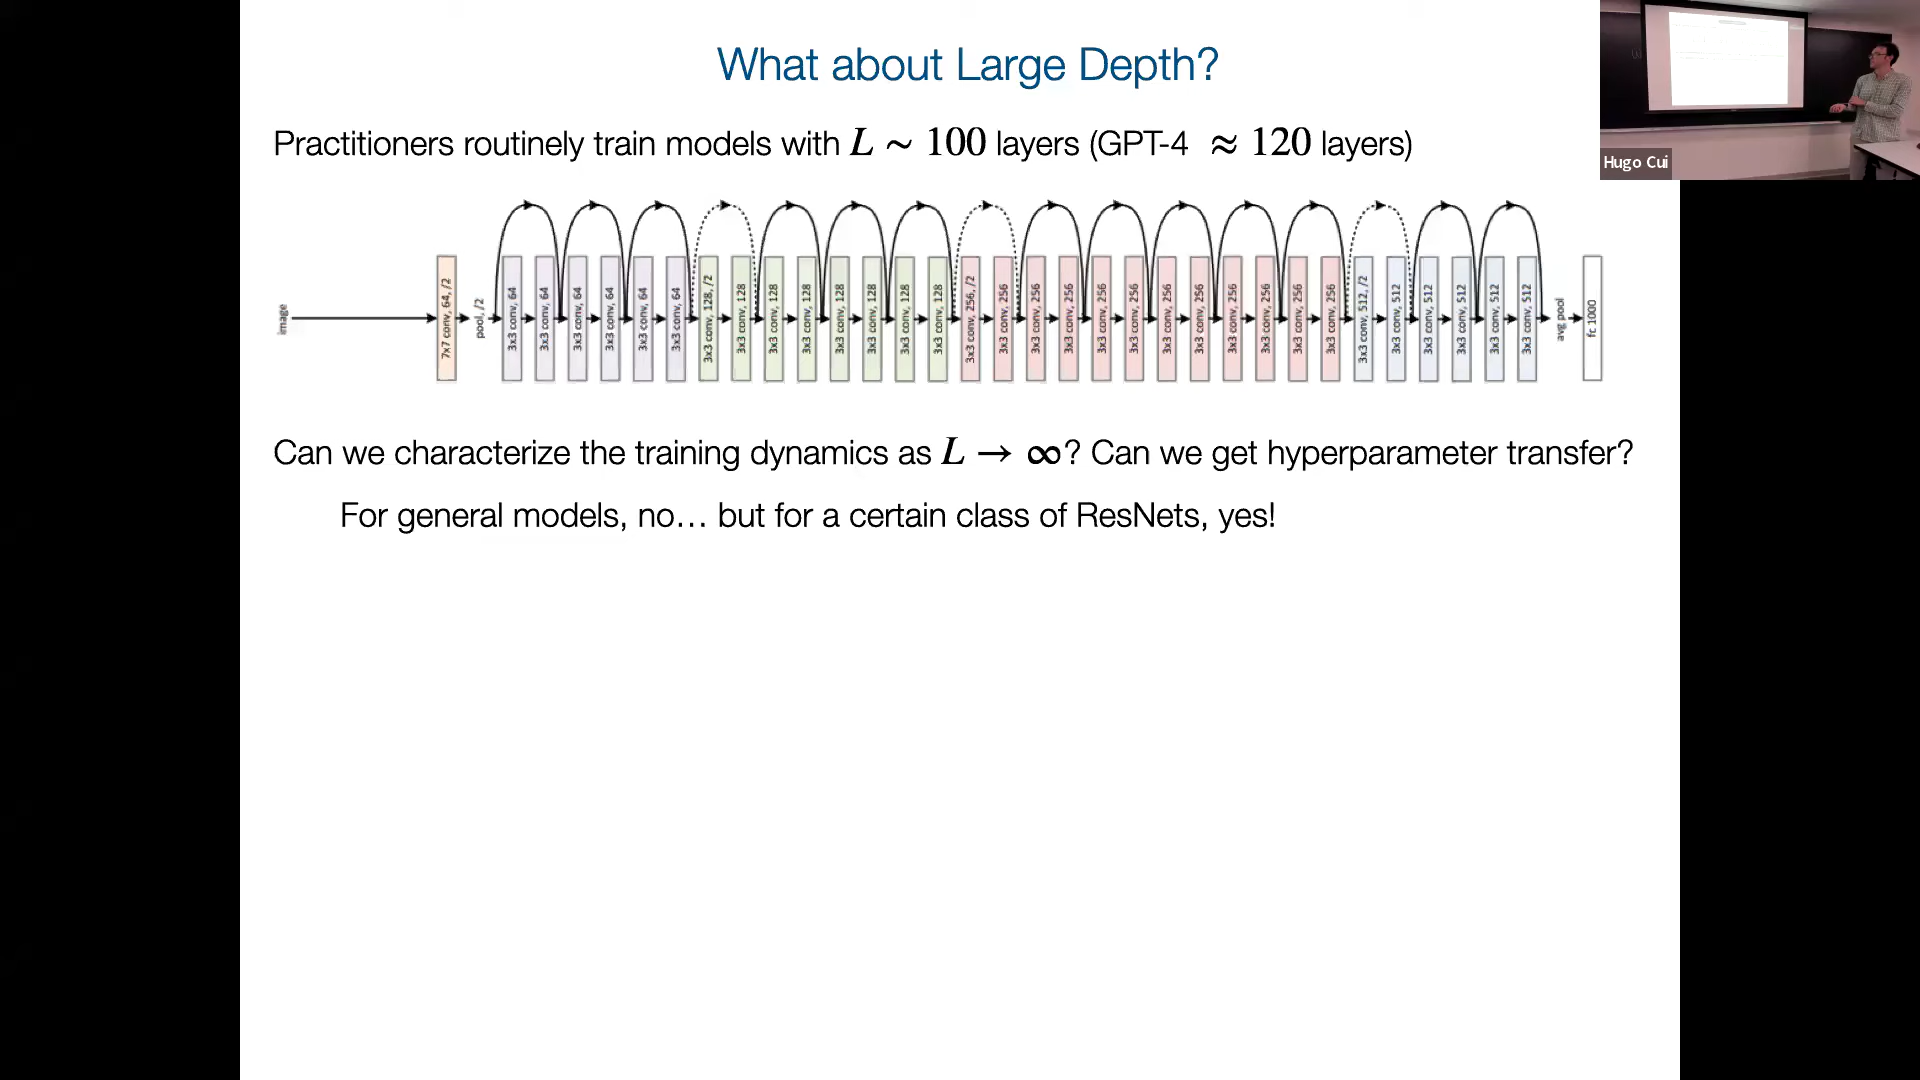 What about Large Depth?
Practitioners routinely train models with L ∼ 100 layers (GPT-4 ≈ 120 layers)
Hugo Cui
image
7x7 conv, 64, /2
pool, /2
3x3 conv, 64
3x3 conv, 64
3x3 conv, 64
3x3 conv, 64
3x3 conv, 64
3x3 conv, 64
3x3 conv, 128, /2
3x3 conv, 128
3x3 conv, 128
3x3 conv, 128
3x3 conv, 128
3x3 conv, 128
3x3 conv, 128
3x3 conv, 128
3x3 conv, 256, /2
3x3 conv, 256
3x3 conv, 256
3x3 conv, 256
3x3 conv, 256
3x3 conv, 256
3x3 conv, 256
3x3 conv, 256
3x3 conv, 256
3x3 conv, 256
3x3 conv, 256
3x3 conv, 256
3x3 conv, 512, /2
3x3 conv, 512
3x3 conv, 512
3x3 conv, 512
3x3 conv, 512
3x3 conv, 512
avg pool
fc 1000
Can we characterize the training dynamics as L → ∞? Can we get hyperparameter transfer?
For general models, no… but for a certain class of ResNets, yes!